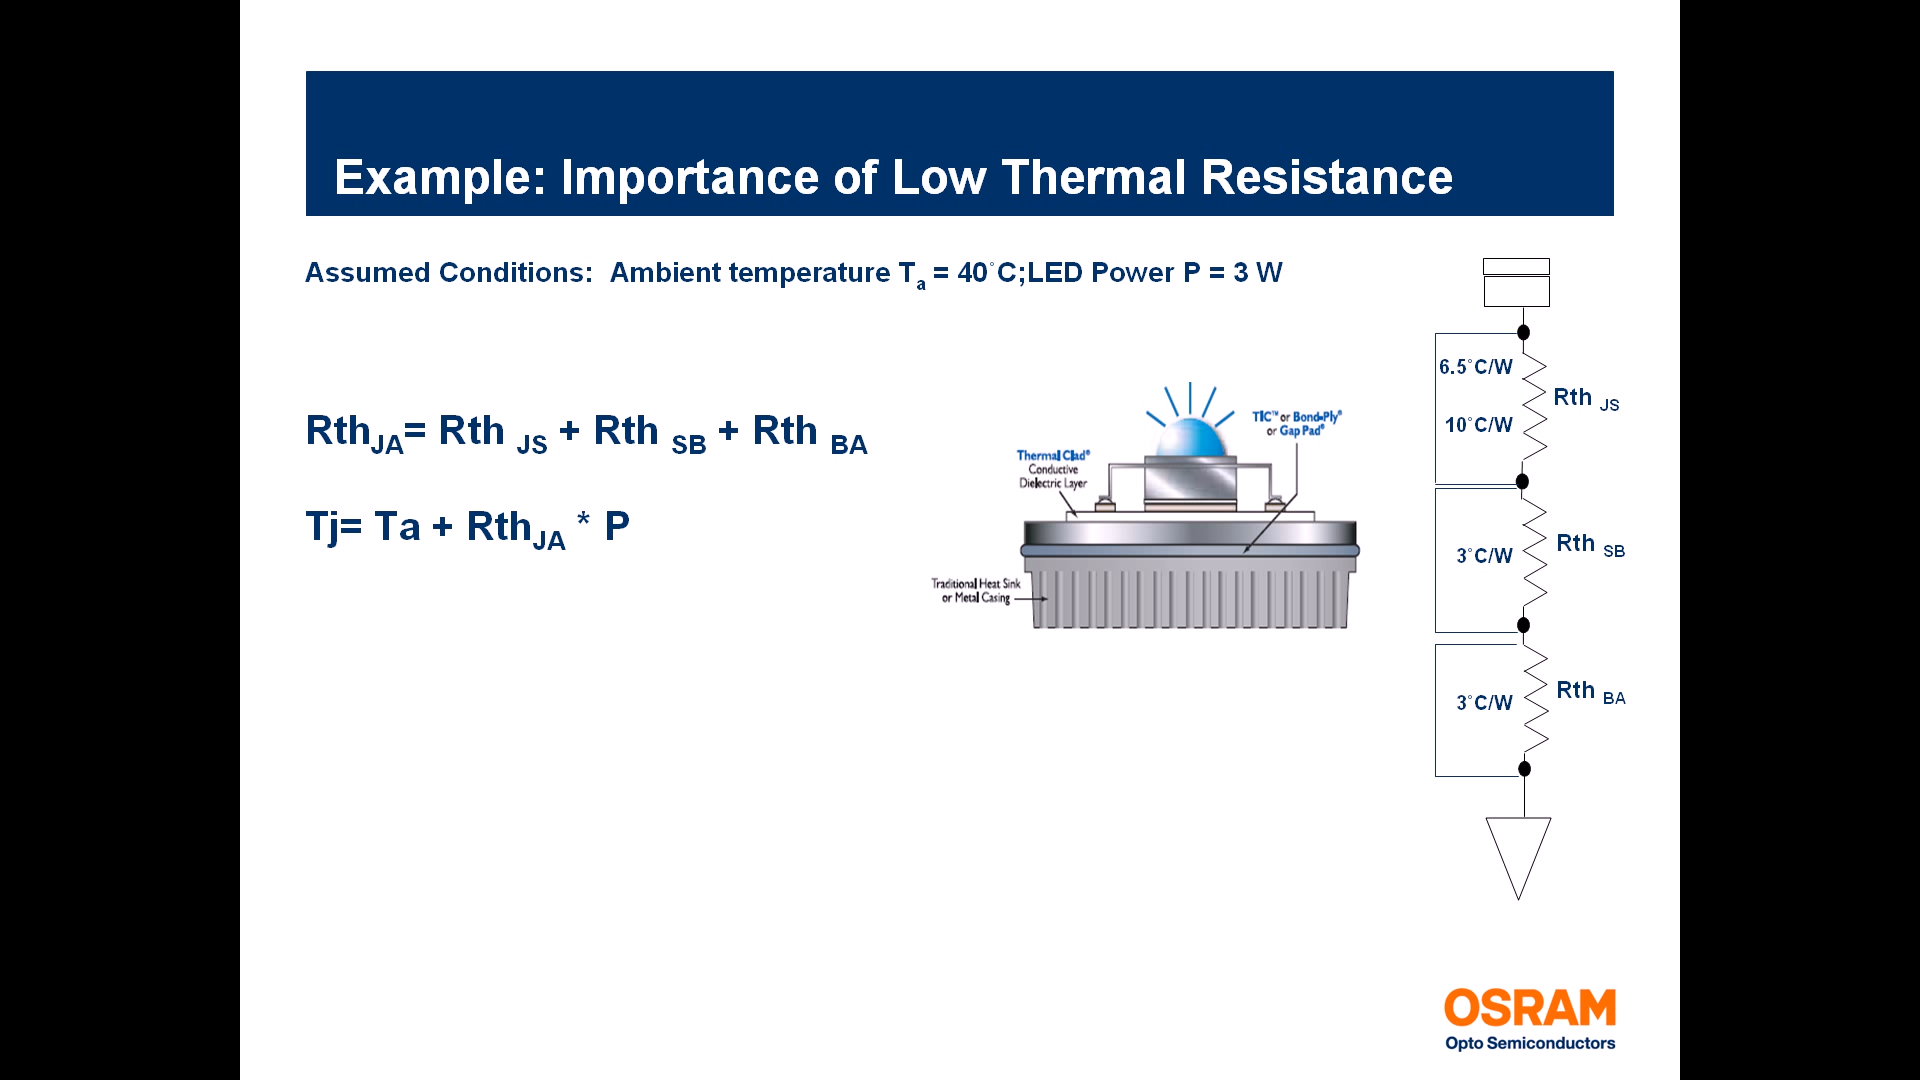 Example: Importance of Low Thermal Resistance
Assumed Conditions: Ambient temperature Ta = 40°C;LED Power P = 3 W
RthJA= Rth JS + Rth SB + Rth BA
Tj= Ta + RthJA * P
TIC™ or Bond-Ply®
or Gap Pad®
Thermal Clad®
Conductive
Dielectric Layer
Traditional Heat Sink
or Metal Casing
6.5°C/W
Rth JS
10°C/W
Rth SB
3°C/W
Rth BA
3°C/W
OSRAM
Opto Semiconductors